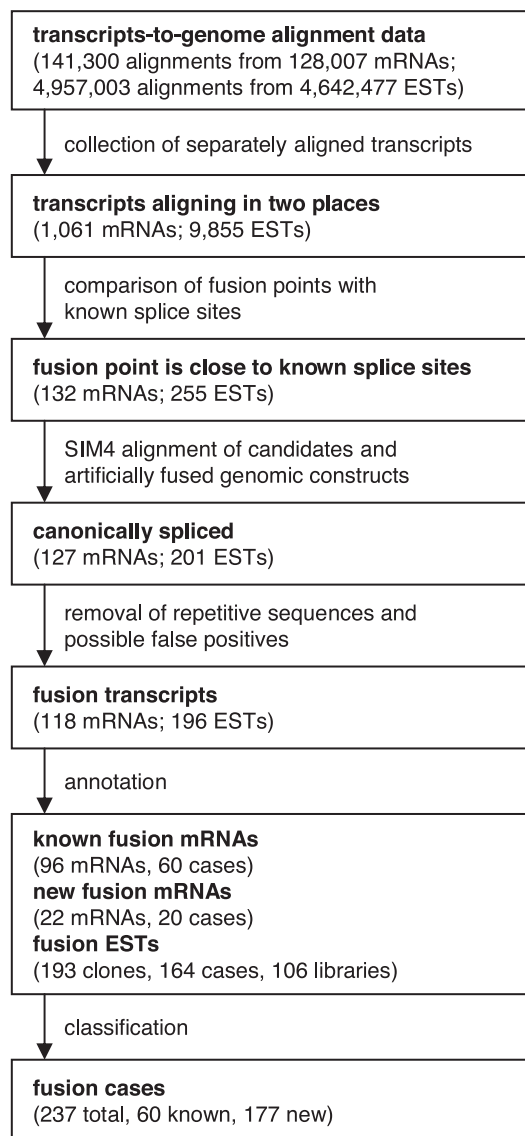 transcripts-to-genome alignment data
(141,300 alignments from 128,007 mRNAs;
4,957,003 alignments from 4,642,477 ESTs)
collection of separately aligned transcripts
transcripts aligning in two places
(1,061 mRNAs; 9,855 ESTs)
comparison of fusion points with
known splice sites
fusion point is close to known splice sites
(132 mRNAs; 255 ESTs)
SIM4 alignment of candidates and
artificially fused genomic constructs
canonically spliced
(127 mRNAs; 201 ESTs)
removal of repetitive sequences and
possible false positives
fusion transcripts
(118 mRNAs; 196 ESTs)
annotation
known fusion mRNAs
(96 mRNAs, 60 cases)
new fusion mRNAs
(22 mRNAs, 20 cases)
fusion ESTs
(193 clones, 164 cases, 106 libraries)
classification
fusion cases
(237 total, 60 known, 177 new)